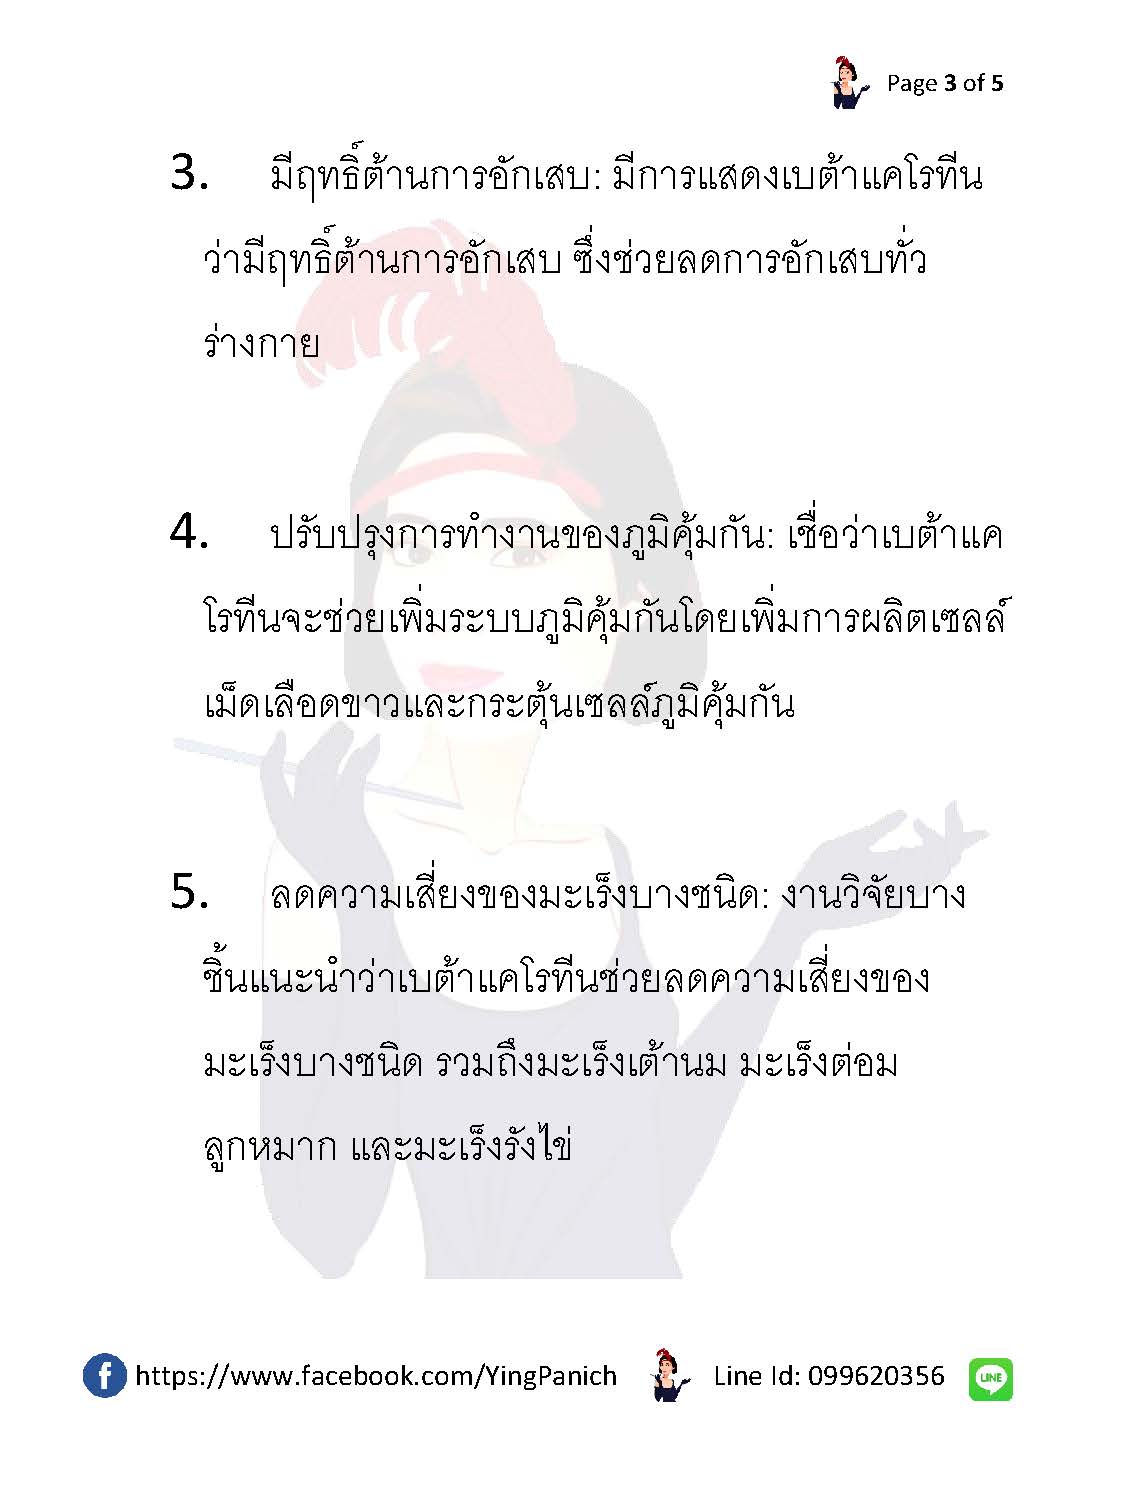 Page 3 of 5
3. มีฤทธิ์ต้านการอักเสบ: มีการแสดงเบต้าแคโรทีน
ว่ามีฤทธิ์ต้านการอักเสบ ซึ่งช่วยลดการอักเสบทั่ว
ร่างกาย
4. ปรับปรุงการทำงานของภูมิคุ้มกัน: เชื่อว่าเบต้าแค
โรทีนจะช่วยเพิ่มระบบภูมิคุ้มกันโดยเพิ่มการผลิตเซลล์
เม็ดเลือดขาวและกระตุ้นเซลล์ภูมิคุ้มกัน
5. ลดความเสี่ยงของมะเร็งบางชนิด: งานวิจัยบาง
ชิ้นแนะนำว่าเบต้าแคโรทีนช่วยลดความเสี่ยงของ
มะเร็งบางชนิด รวมถึงมะเร็งเต้านม มะเร็งต่อม
ลูกหมาก และมะเร็งรังไข่
https://www.facebook.com/YingPanich Line Id: 099620356 LINE